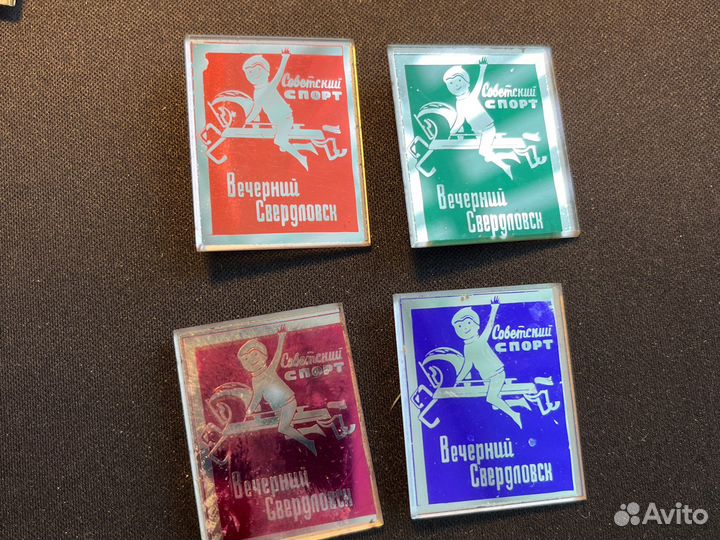 Советский
СПОРТ
Вечерний
Свердловск
Советский
СПОРТ
Вечерний
Свердловск
Советский
СПОРТ
Вечерний
Свердловск
Советский
СПОРТ
Вечерний
Свердловск
Avito